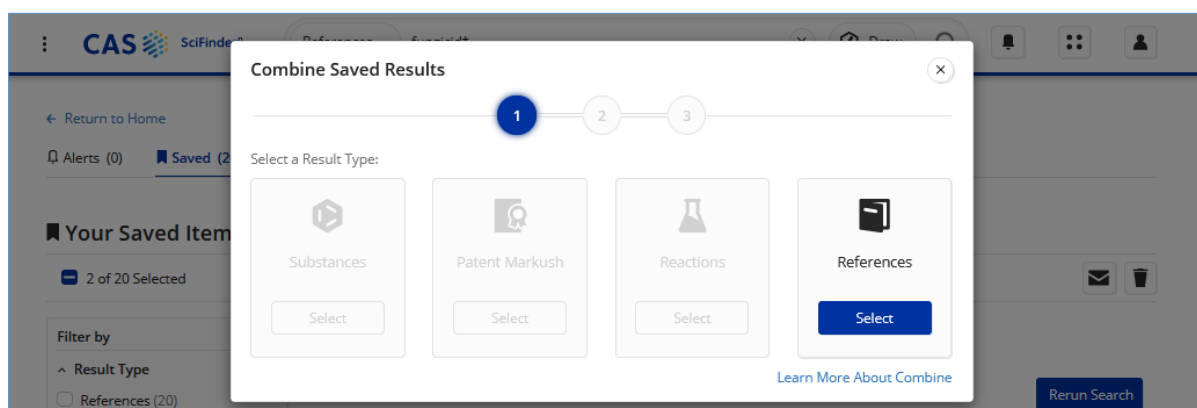 CAS SciFinder
References
Combine Saved Results
1 2 3
← Return to Home
Alerts (0) Saved (2
Select a Result Type:
Substances Patent Markush Reactions References
Select Select Select Select
Your Saved Item
2 of 20 Selected
Learn More About Combine
Filter by
Result Type
References (20)
Rerun Search